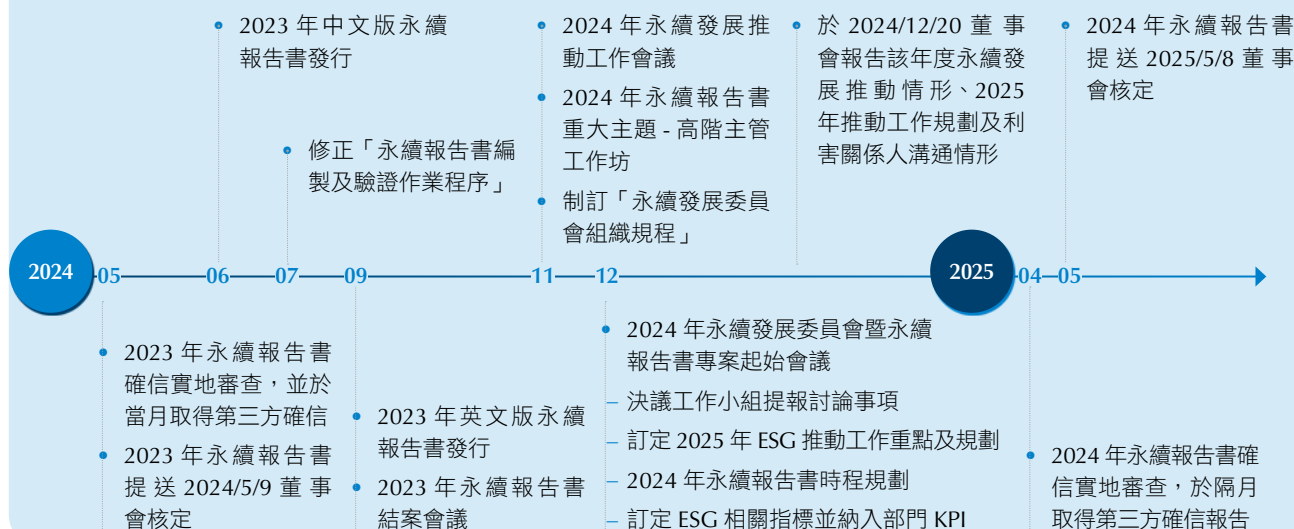 2023 年中文版永續
報告書發行
修正「永續報告書編
製及驗證作業程序」
2024 年永續發展推
動工作會議
2024 年永續報告書
重大主題 - 高階主管
工作坊
制訂「永續發展委員
會組織規程」
於 2024/12/20 董事
會報告該年度永續發
展推動情形、2025
年推動工作規劃及利
害關係人溝通情形
2024 年永續報告書
提送 2025/5/8 董事
會核定
2024 05 06 07 09 11 12 2025 04 05
2023 年永續報告書
確信實地審查，並於
當月取得第三方確信
2023 年永續報告書
提送 2024/5/9 董事
會核定
2023 年英文版永續
報告書發行
2023 年永續報告書
結案會議
2024 年永續發展委員會暨永續
報告書專案起始會議
– 決議工作小組提報討論事項
– 訂定 2025 年 ESG 推動工作重點及規劃
– 2024 年永續報告書時程規劃
– 訂定 ESG 相關指標並納入部門 KPI
2024 年永續報告書確
信實地審查，於隔月
取得第三方確信報告